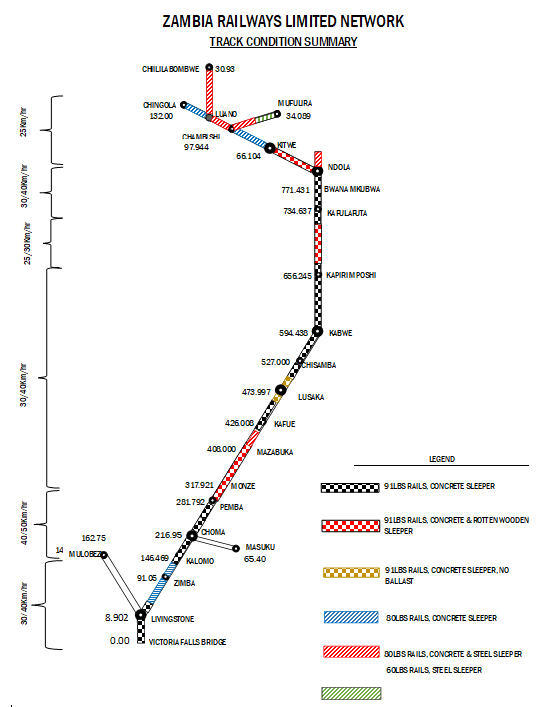 ZAMBIA RAILWAYS LIMITED NETWORK
TRACK CONDITION SUMMARY
CHIILILABOMBWE 30.93
CHINGOLA
132.00
LUANO
MUFULIRA
34.089
CHAMBISHI
97.944
KITWE
66.104
NDOLA
771.431 BWANA MKUBWA
734.637 KAFULAFUTA
656.245 KAPIRI MPOSHI
594.438 KABWE
527.000 CHISAMBA
473.997 LUSAKA
426.008 KAFUE
408.000 MAZABUKA
317.921 MONZE
281.792 PEMBA
216.95 CHOMA
MASUKU
65.40
162.75
14
MULOBEZI
146.469 KALOMO
91.05 ZIMBA
8.902 LIVINGSTONE
0.00 VICTORIA FALLS BRIDGE
25Km/hr
30/40Km/hr
25/30Km/hr
30/40Km/hr
40/50Km/hr
30/40Km/hr
LEGEND
91LBS RAILS, CONCRETE SLEEPER
91LBS RAILS, CONCRETE & ROTTEN WOODEN
SLEEPER
91LBS RAILS, CONCRETE SLEEPER, NO
BALLAST
80LBS RAILS, CONCRETE SLEEPER
80LBS RAILS, CONCRETE & STEEL SLEEPER
60LBS RAILS, STEEL SLEEPER